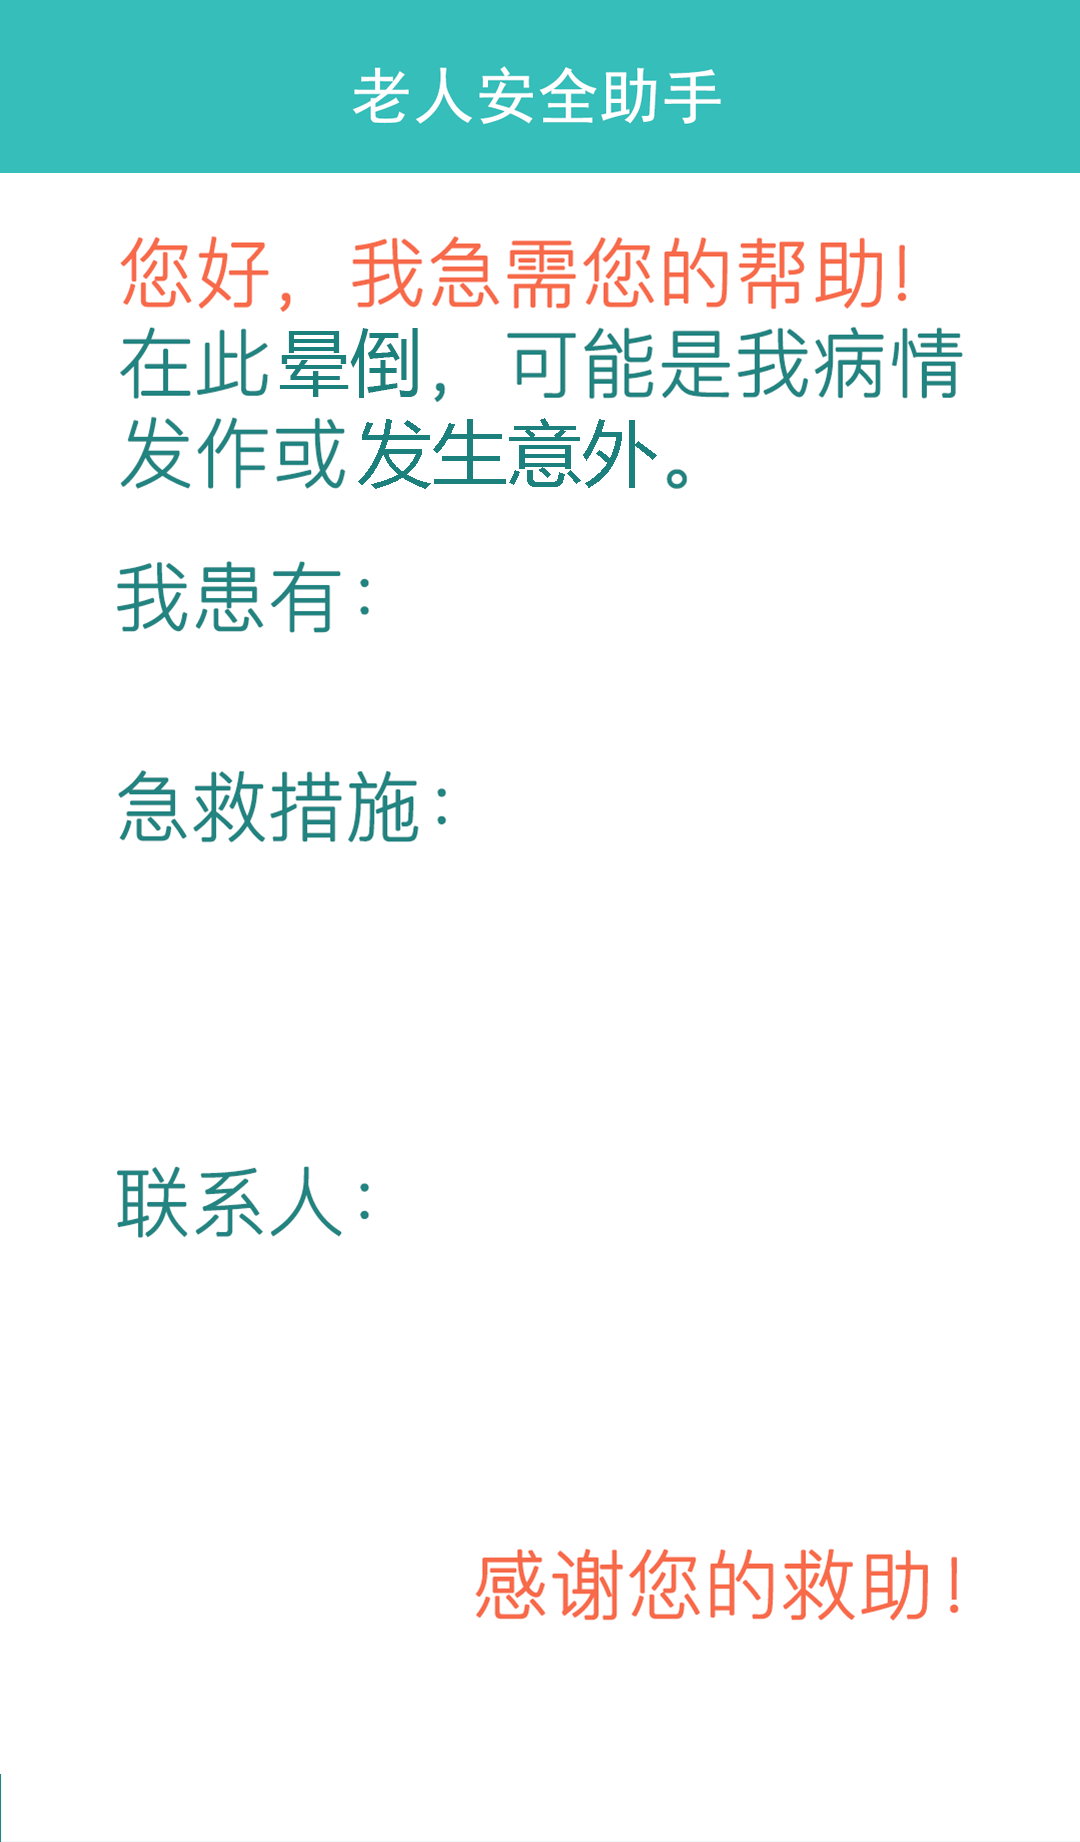 老人安全助手
您好，我急需您的帮助!
在此晕倒，可能是我病情
发作或发生意外。
我患有：
急救措施：
联系人：
感谢您的救助！